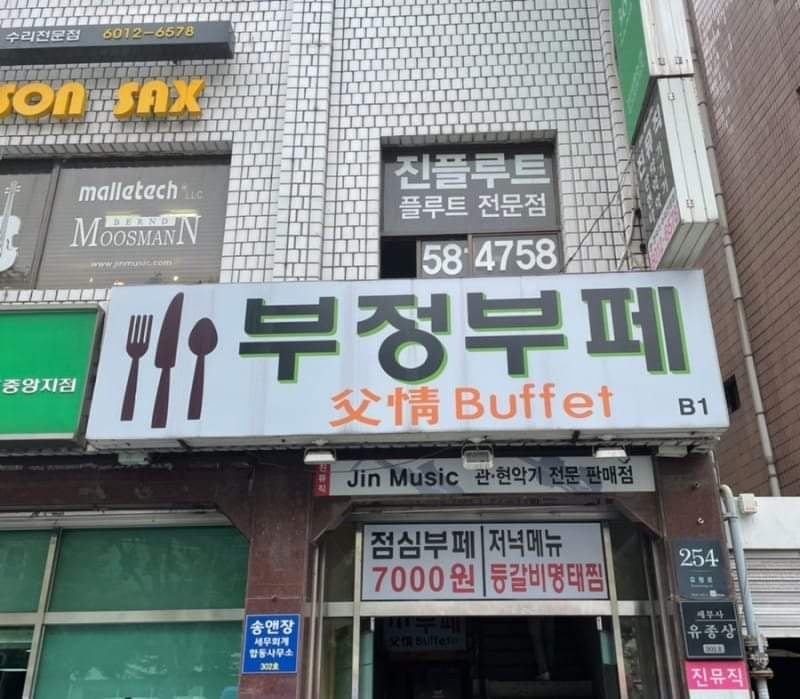 수리전문점 6012-6578
SON SAX
malletech LLC
BERND
MOOSMANN
www.jinmusic.com
진플루트
플루트 전문점
58 4758
부정부페
父情 Buffet
B1
중앙지점
진뮤직
Jin Music 관·현악기 전문 판매점
점심부페
7000원
저녁메뉴
등갈비명태찜
254
송앤장
세무회계
합동사무소
302호
父情 Buffet
세무사
유종상
진뮤직